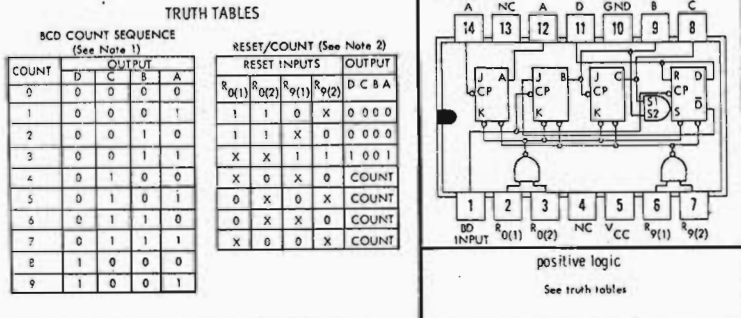 TRUTH TABLES
BCD COUNT SEQUENCE
(See Note 1)
COUNT OUTPUT
D C B A
0 0 0 0 0
1 0 0 0 1
2 0 0 1 0
3 0 0 1 1
4 0 1 0 0
5 0 1 0 1
6 0 1 1 0
7 0 1 1 1
8 1 0 0 0
9 1 0 0 1
RESET/COUNT (See Note 2)
RESET INPUTS OUTPUT
R0(1) R0(2) R9(1) R9(2) D C B A
1 1 0 X 0 0 0 0
1 1 X 0 0 0 0 0
X X 1 1 1 0 0 1
X 0 X 0 COUNT
0 X 0 X COUNT
0 X X 0 COUNT
X 0 0 X COUNT
A NC A D GND B C
14 13 12 11 10 9 8
J A J B J C R D
CP CP CP S1 CP
K K K S2 S D̅
1 2 3 4 5 6 7
BD INPUT R0(1) R0(2) NC VCC R9(1) R9(2)
positive logic
See truth tables